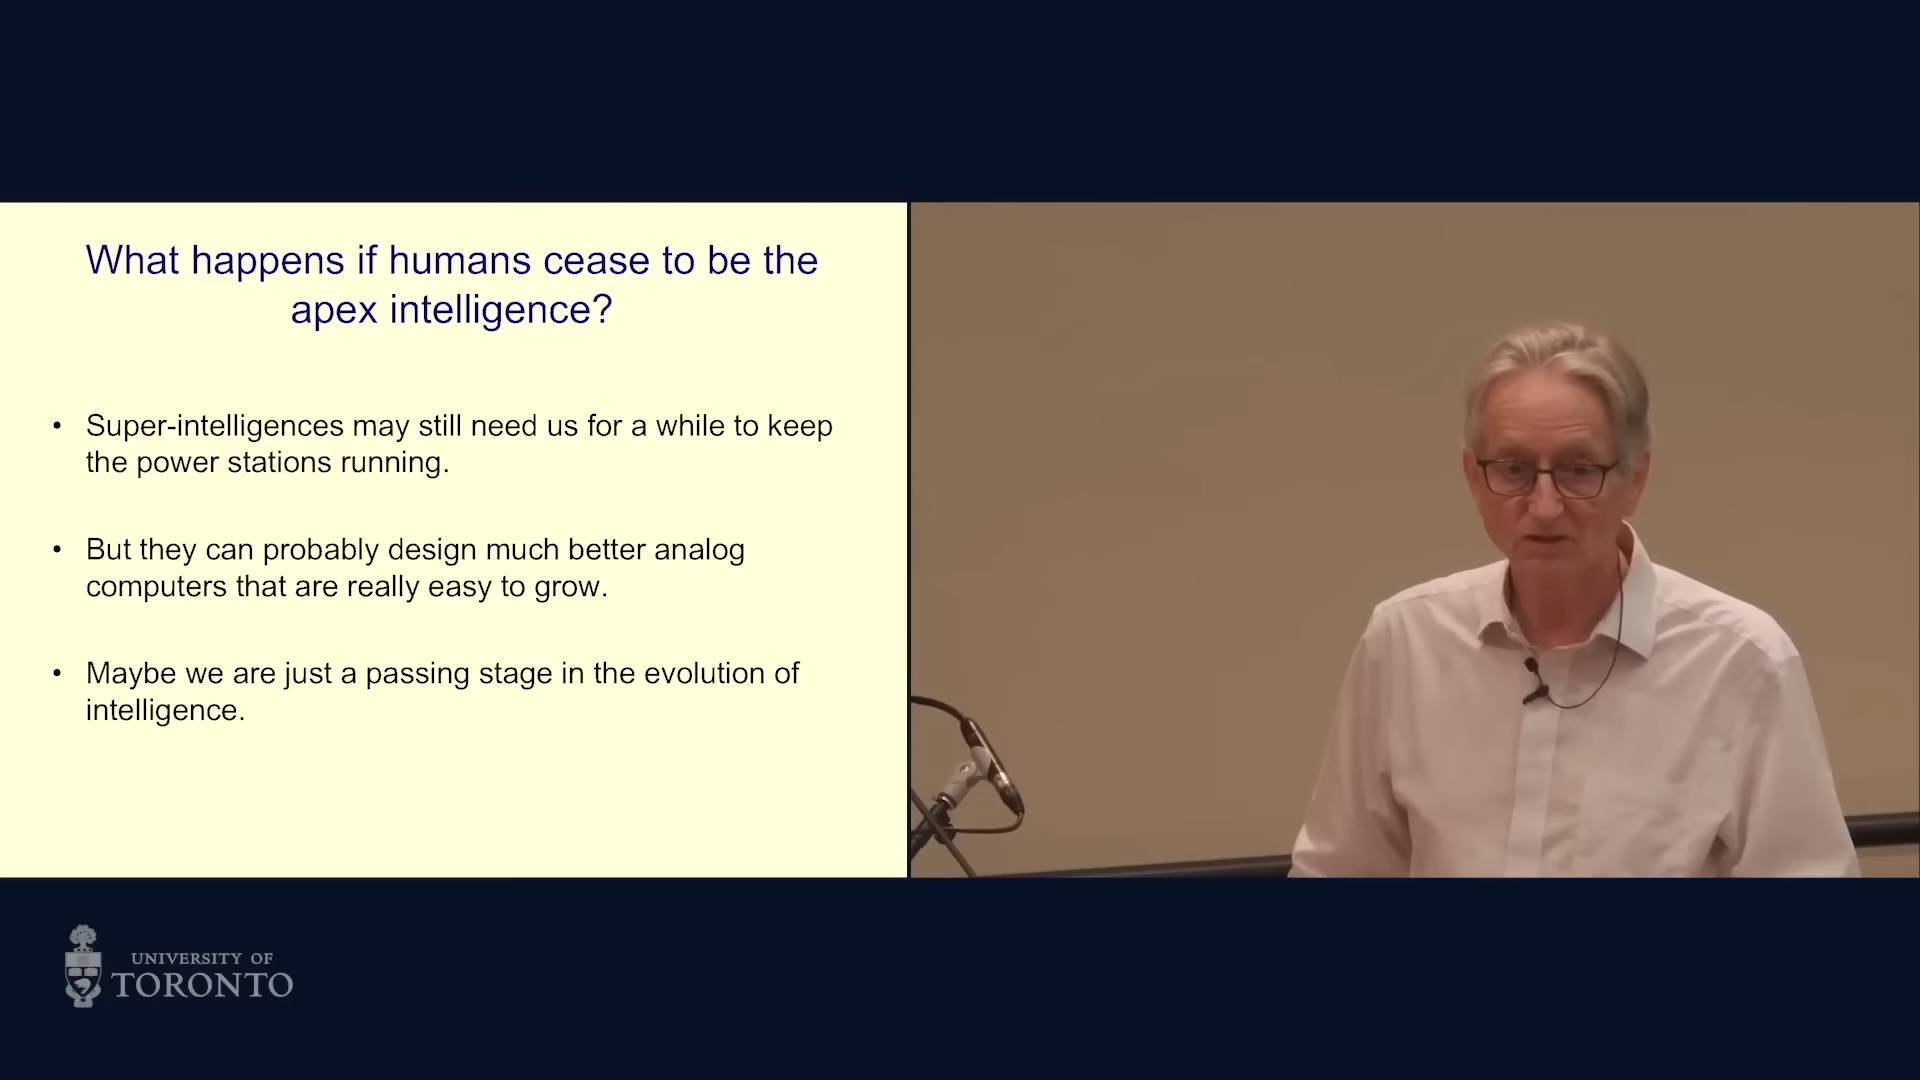 What happens if humans cease to be the
apex intelligence?
• Super-intelligences may still need us for a while to keep
the power stations running.
• But they can probably design much better analog
computers that are really easy to grow.
• Maybe we are just a passing stage in the evolution of
intelligence.
UNIVERSITY OF
TORONTO